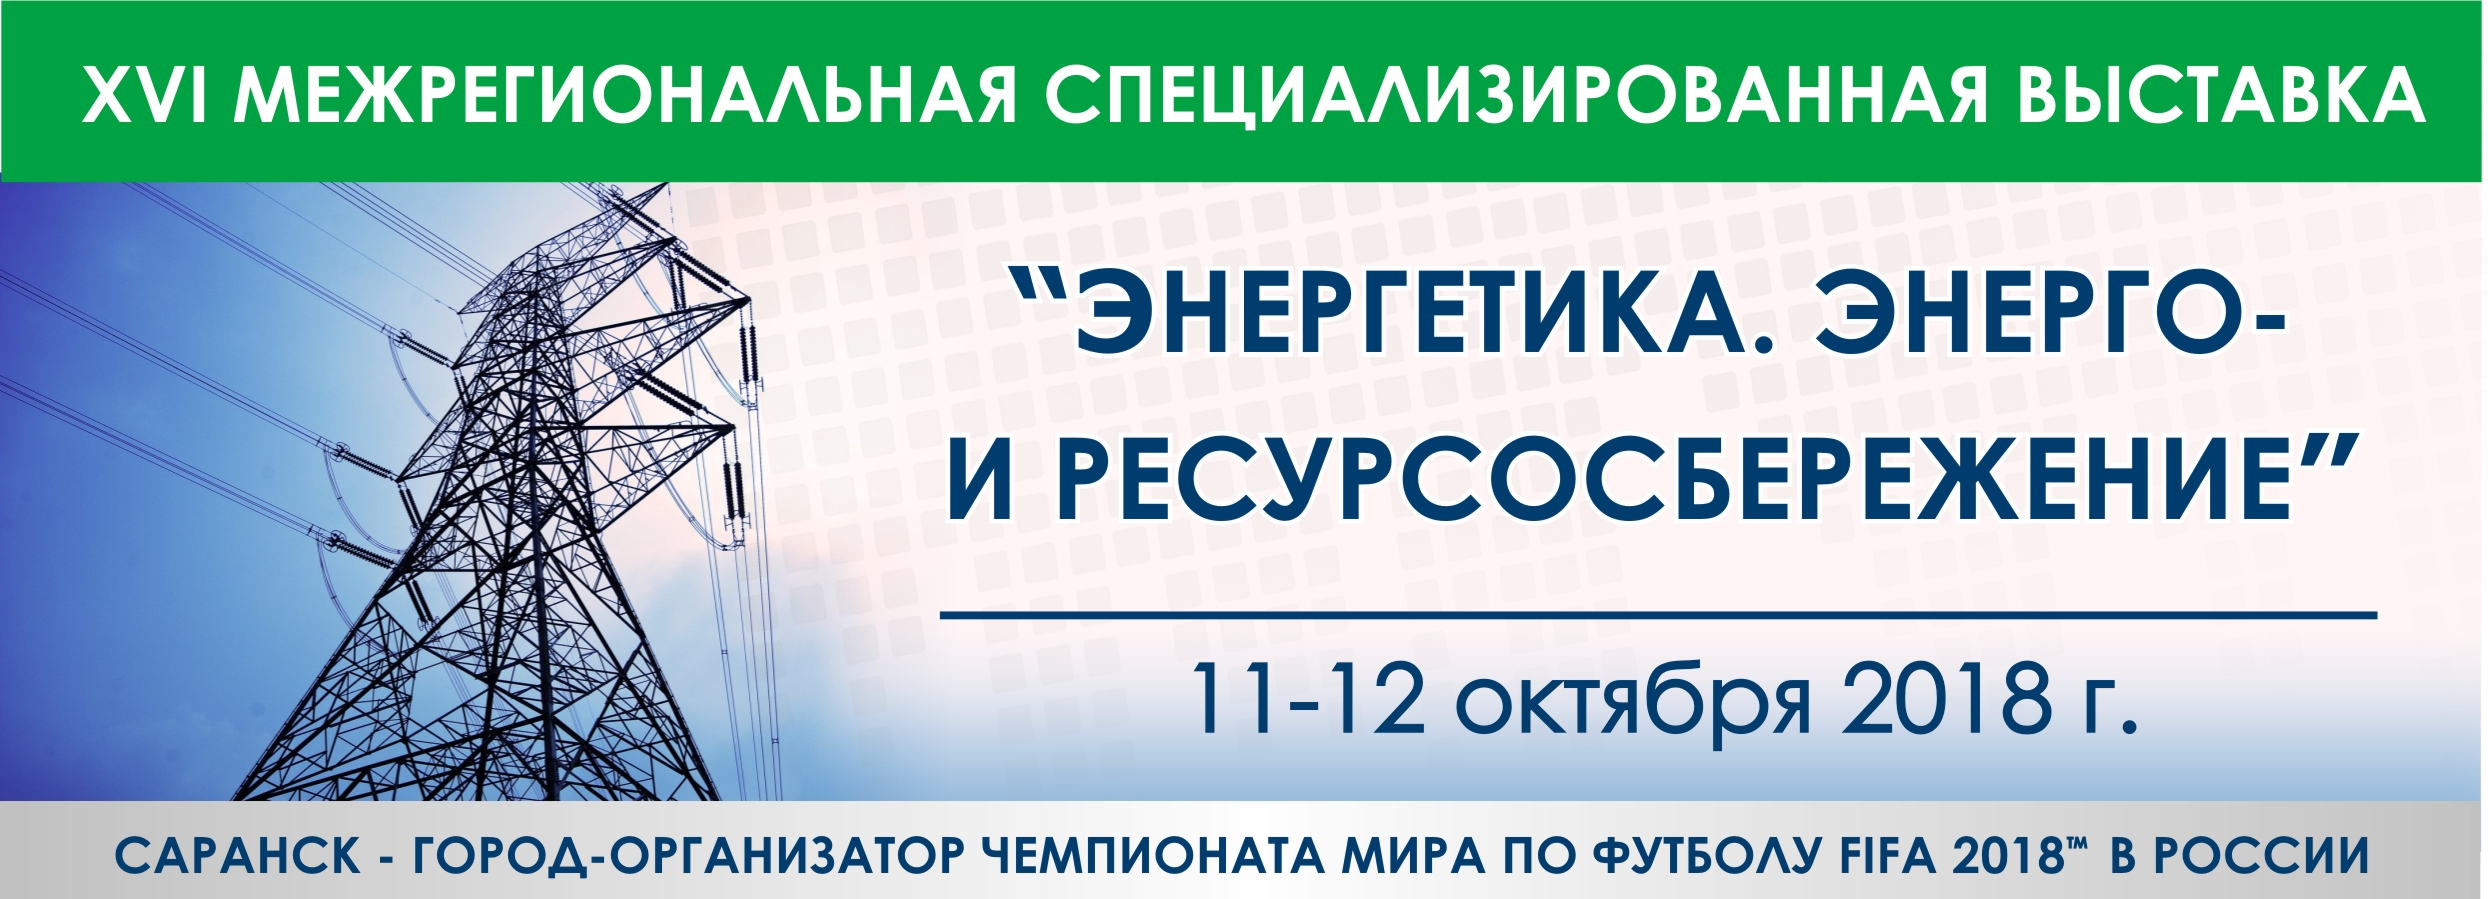 XVI МЕЖРЕГИОНАЛЬНАЯ СПЕЦИАЛИЗИРОВАННАЯ ВЫСТАВКА
“ЭНЕРГЕТИКА. ЭНЕРГО-
И РЕСУРСОСБЕРЕЖЕНИЕ”
11-12 октября 2018 г.
САРАНСК - ГОРОД-ОРГАНИЗАТОР ЧЕМПИОНАТА МИРА ПО ФУТБОЛУ FIFA 2018™ В РОССИИ